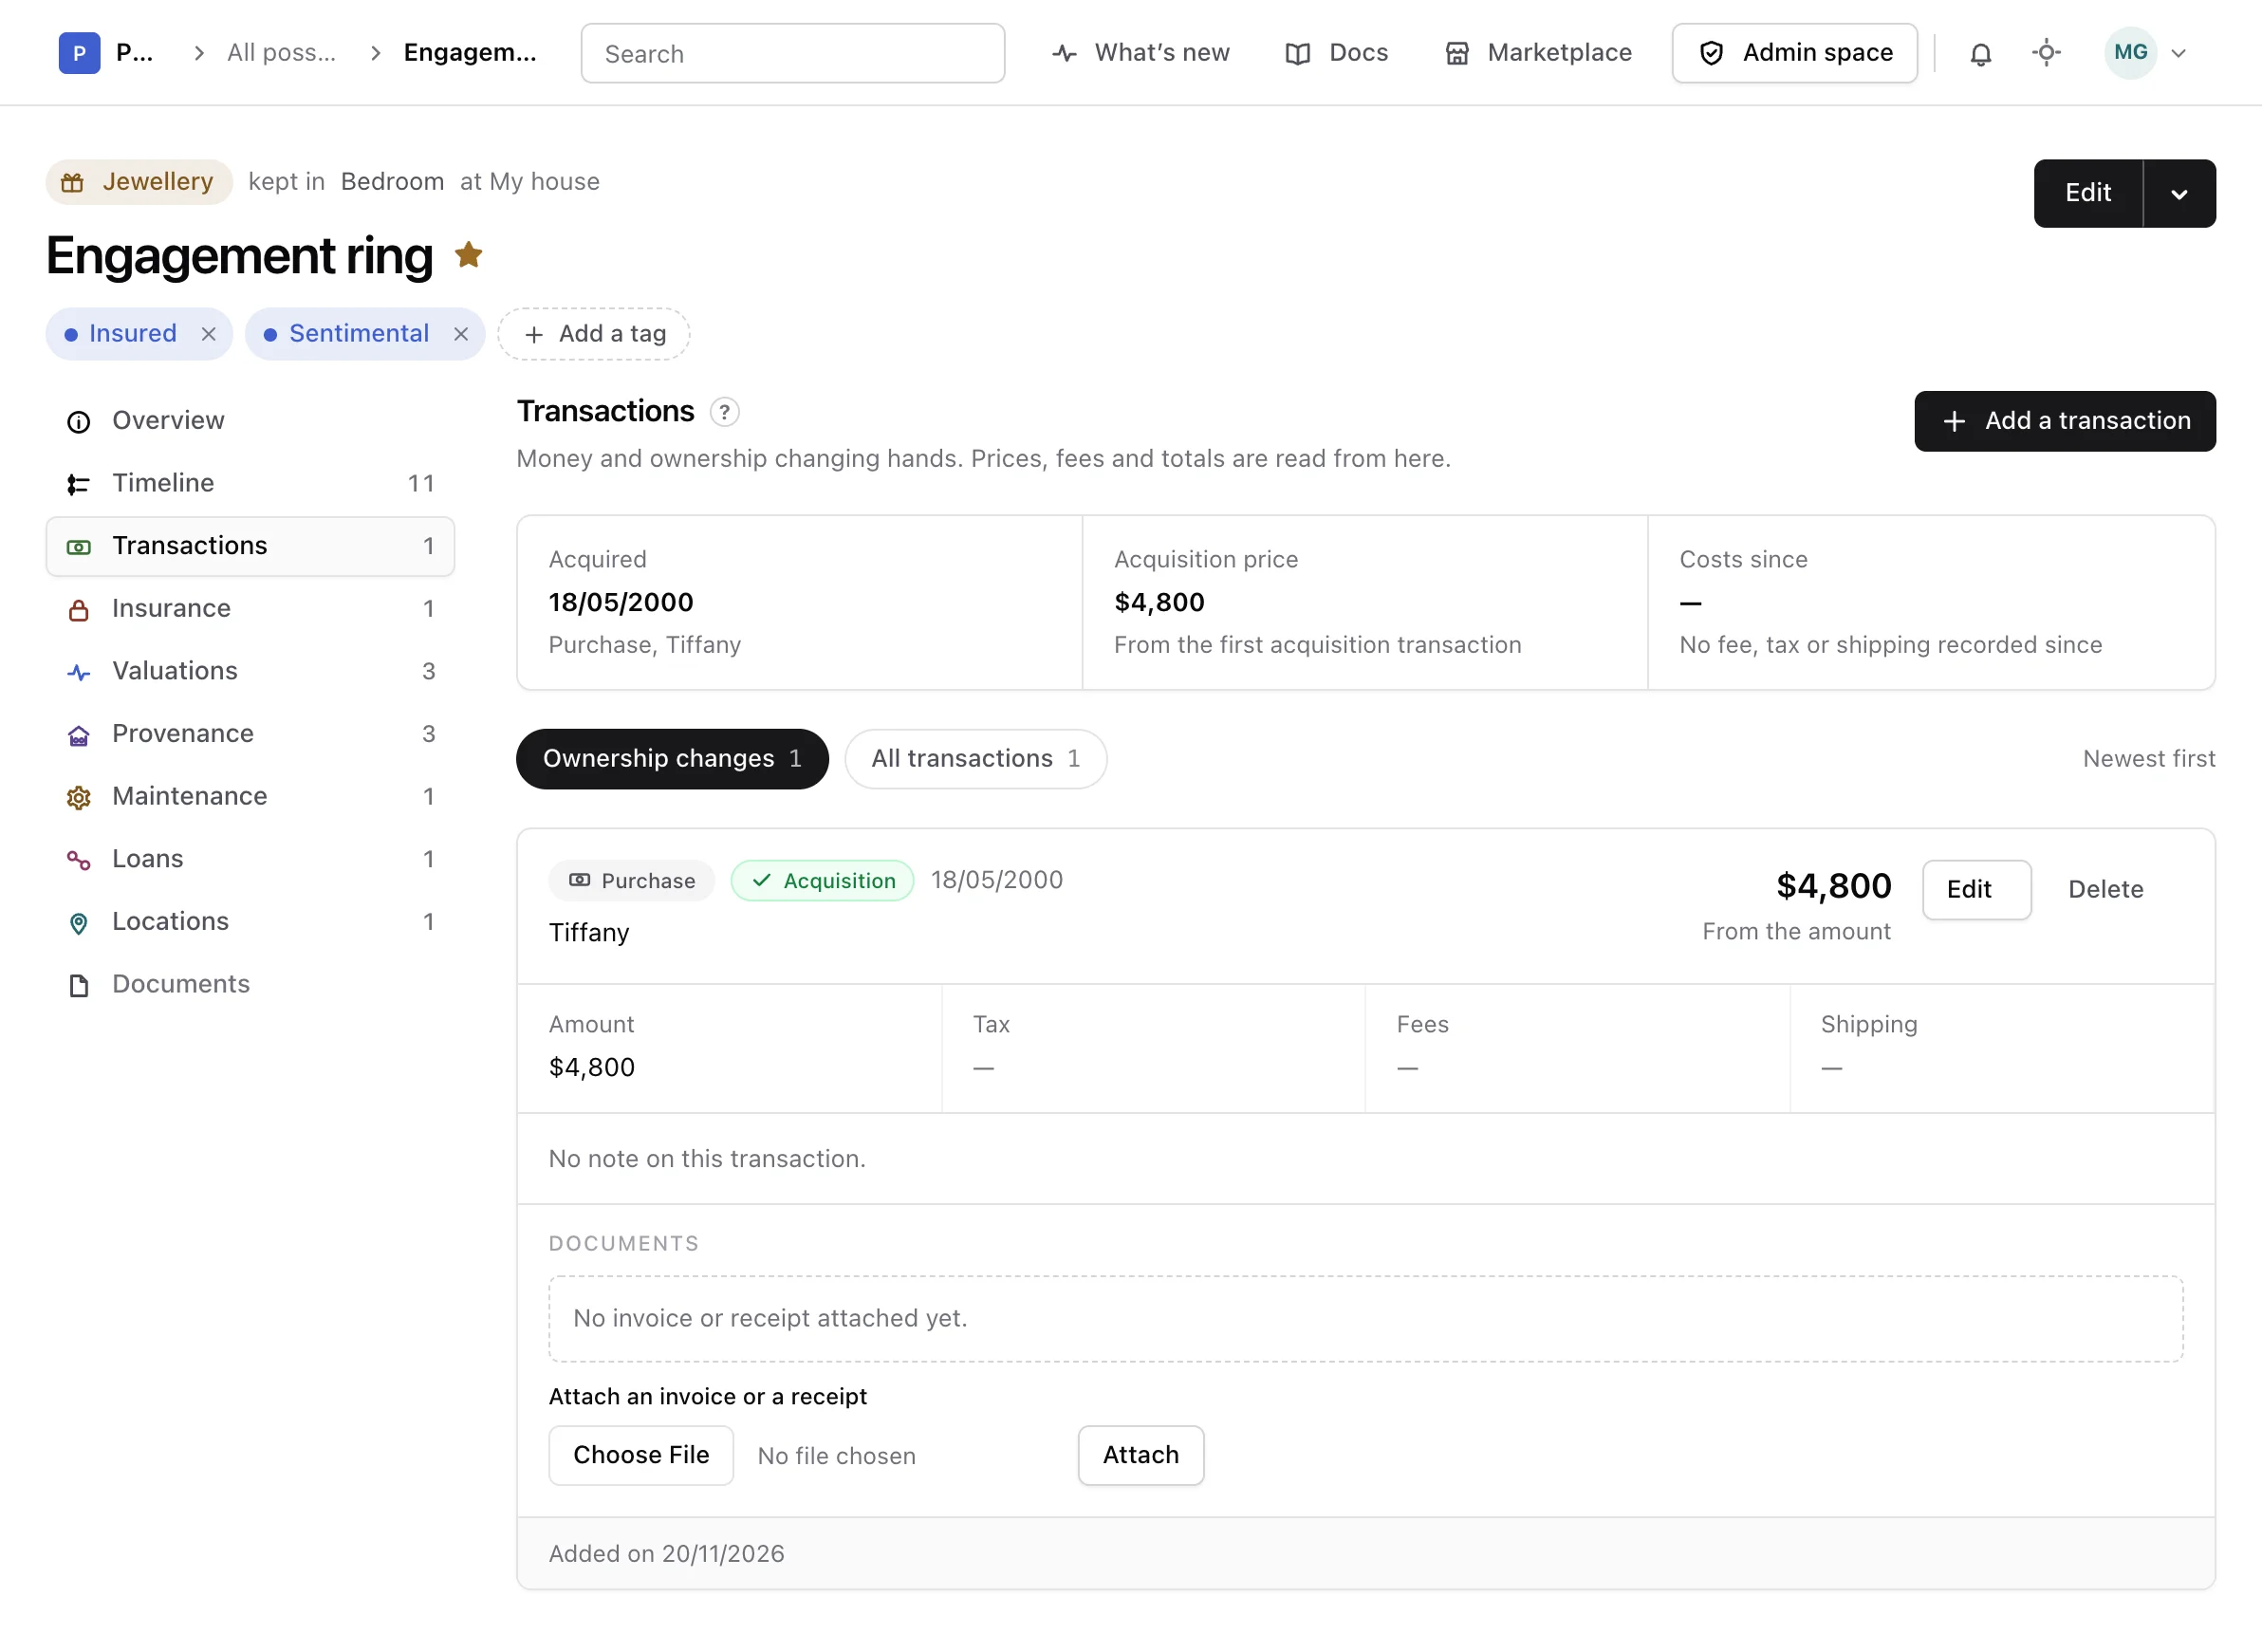 P P... > All poss... > Engagem... Search What's new Docs Marketplace Admin space MG
Jewellery kept in Bedroom at My house
Edit
Engagement ring
Insured × Sentimental × + Add a tag
Overview
Timeline 11
Transactions 1
Insurance 1
Valuations 3
Provenance 3
Maintenance 1
Loans 1
Locations 1
Documents
Transactions ?
+ Add a transaction
Money and ownership changing hands. Prices, fees and totals are read from here.
Acquired
18/05/2000
Purchase, Tiffany
Acquisition price
$4,800
From the first acquisition transaction
Costs since
—
No fee, tax or shipping recorded since
Ownership changes 1 All transactions 1 Newest first
Purchase Acquisition 18/05/2000
Tiffany
$4,800
From the amount
Edit Delete
Amount
$4,800
Tax
—
Fees
—
Shipping
—
No note on this transaction.
DOCUMENTS
No invoice or receipt attached yet.
Attach an invoice or a receipt
Choose File No file chosen Attach
Added on 20/11/2026